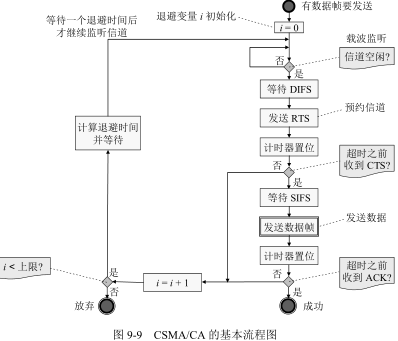 有数据帧要发送
等待一个退避时间后
才继续监听信道
退避变量 i 初始化
i = 0
载波监听
否
信道空闲?
是
等待 DIFS
预约信道
发送 RTS
计算退避时间
并等待
计时器置位
否
超时之前
收到 CTS?
是
等待 SIFS
发送数据
发送数据帧
计时器置位
i < 上限?
是
i = i + 1
否
超时之前
收到 ACK?
否
是
放弃
成功
图 9-9 CSMA/CA 的基本流程图